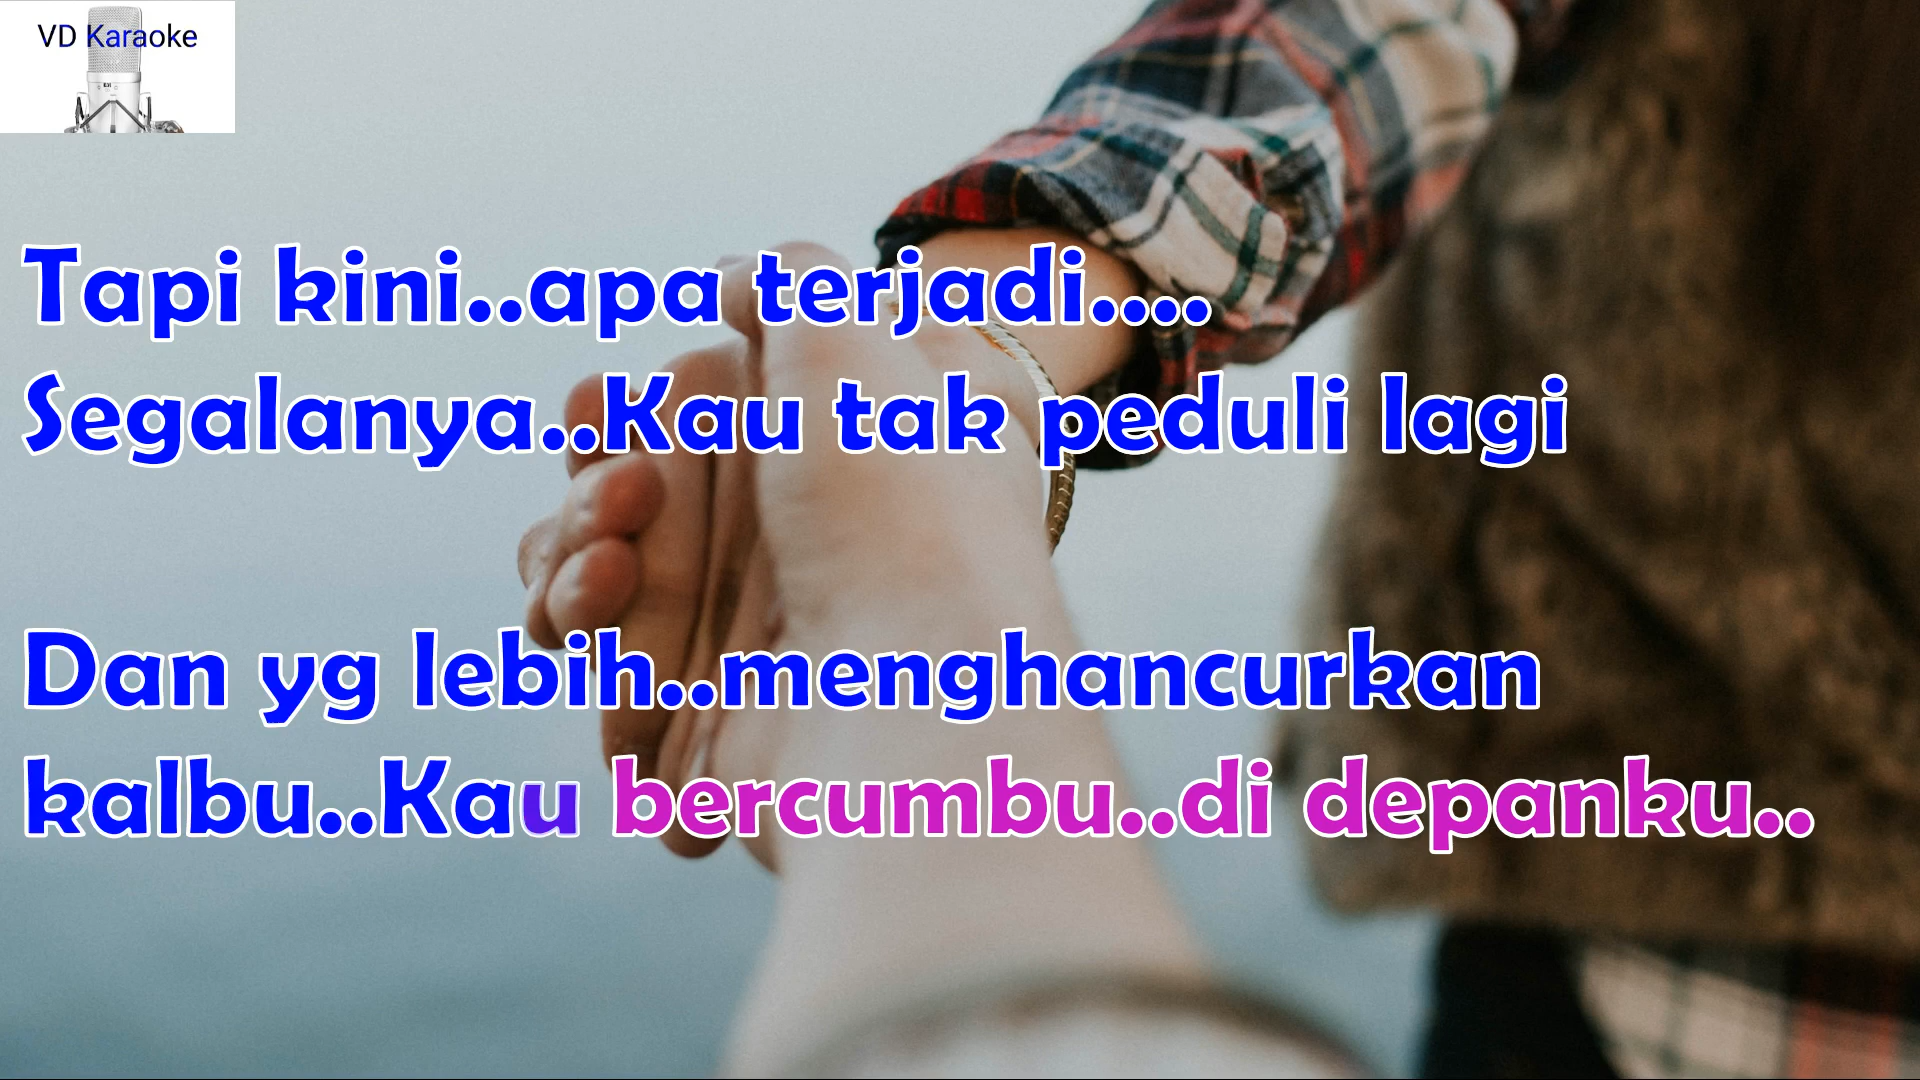 VD Karaoke
Tapi kini..apa terjadi....
Segalanya..Kau tak peduli lagi
Dan yg lebih..menghancurkan
kalbu..Kau bercumbu..di depanku..